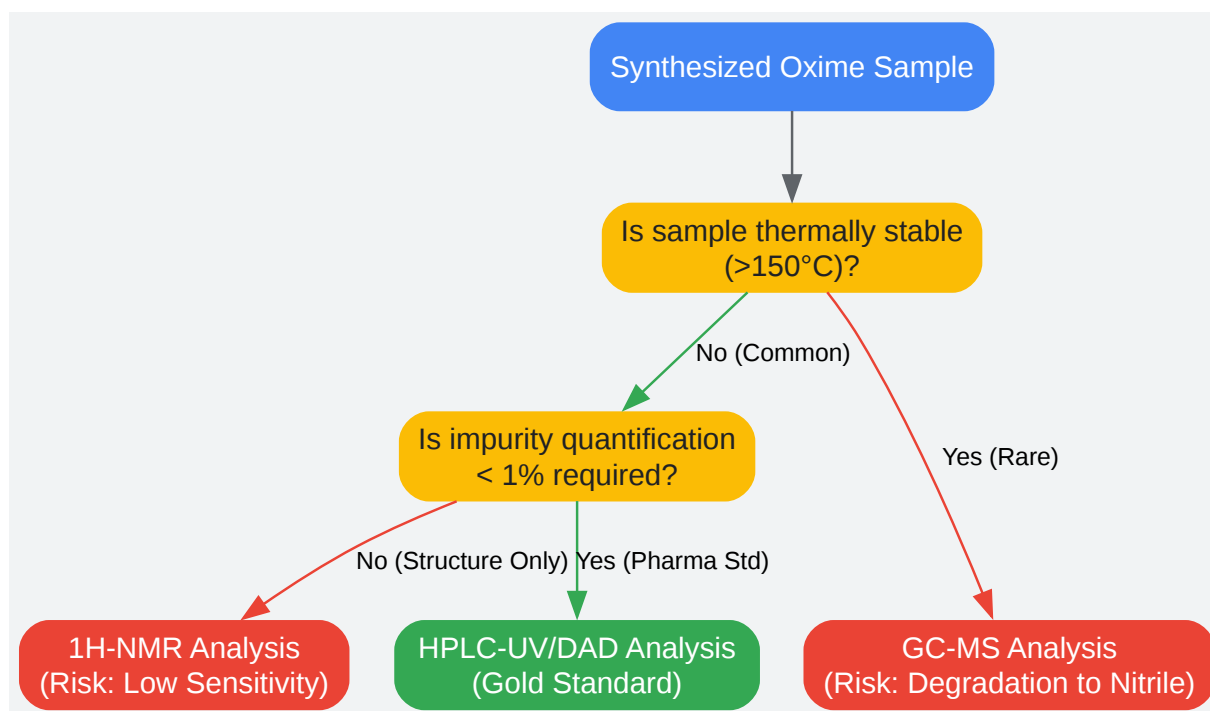 Synthesized Oxime Sample
Is sample thermally stable
(>150°C)?
No (Common)
Is impurity quantification
< 1% required?
Yes (Rare)
No (Structure Only)
Yes (Pharma Std)
1H-NMR Analysis
(Risk: Low Sensitivity)
HPLC-UV/DAD Analysis
(Gold Standard)
GC-MS Analysis
(Risk: Degradation to Nitrile)